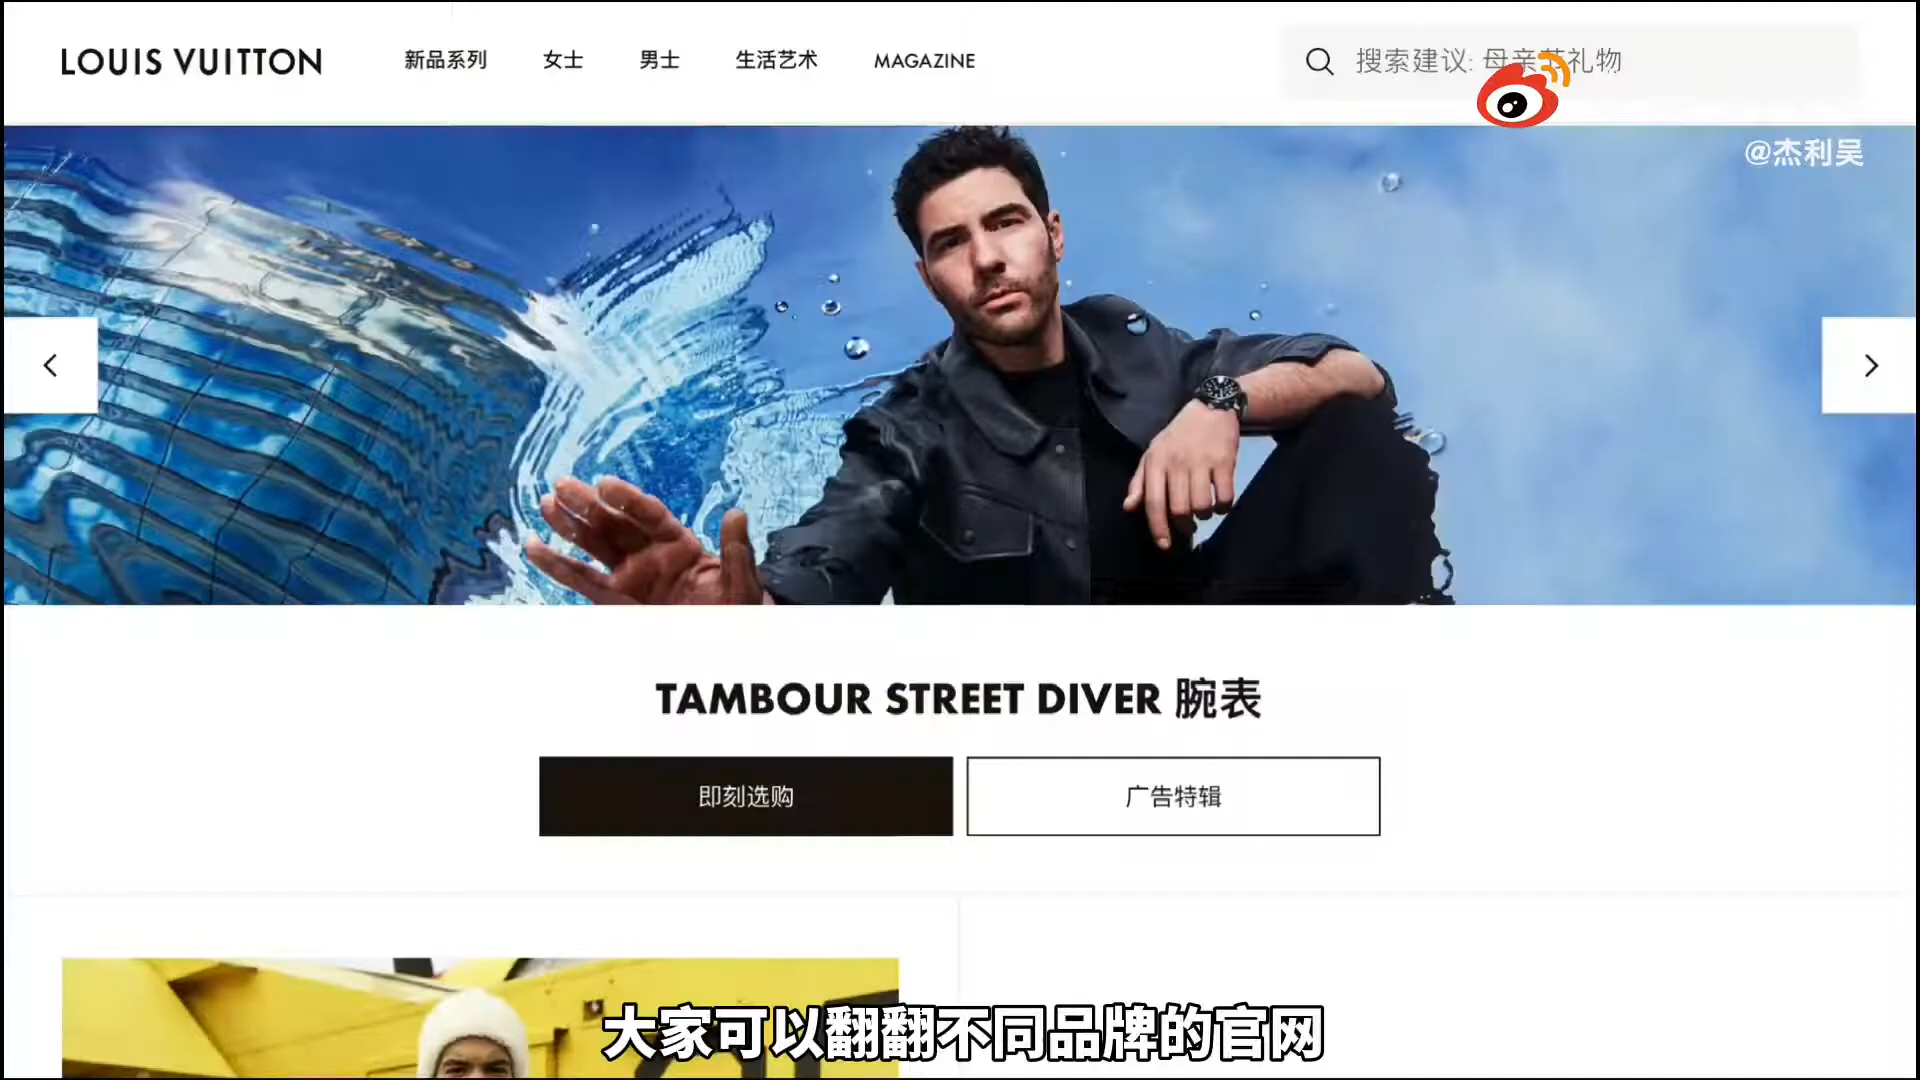 LOUIS VUITTON
新品系列
女士
男士
生活艺术
MAGAZINE
搜索建议: 母亲节礼物
@杰利吴
TAMBOUR STREET DIVER 腕表
即刻选购
广告特辑
大家可以翻翻不同品牌的官网